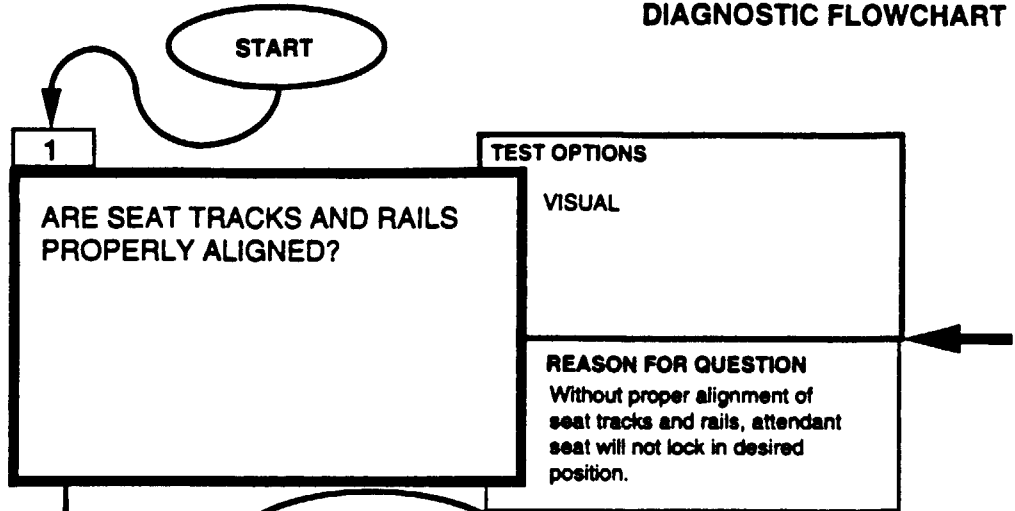 DIAGNOSTIC FLOWCHART
START
1
ARE SEAT TRACKS AND RAILS
PROPERLY ALIGNED?
TEST OPTIONS
VISUAL
REASON FOR QUESTION
Without proper alignment of
seat tracks and rails, attendant
seat will not lock in desired
position.